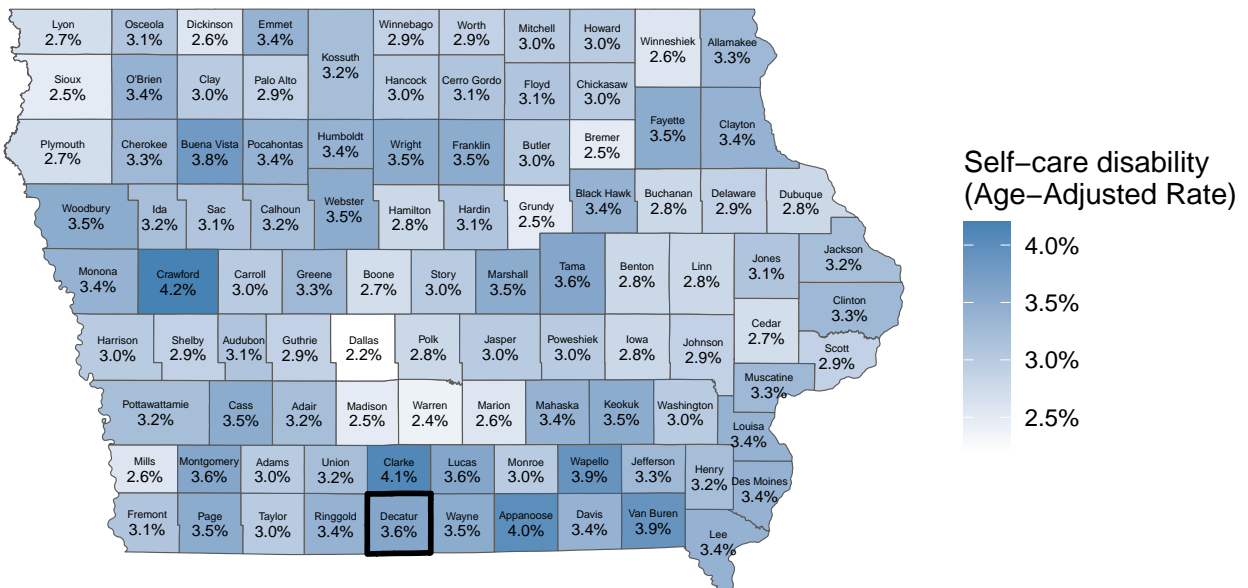 Lyon
2.7%
Osceola
3.1%
Dickinson
2.6%
Emmet
3.4%
Kossuth
3.2%
Winnebago
2.9%
Worth
2.9%
Mitchell
3.0%
Howard
3.0%
Winneshiek
2.6%
Allamakee
3.3%
Sioux
2.5%
O'Brien
3.4%
Clay
3.0%
Palo Alto
2.9%
Hancock
3.0%
Cerro Gordo
3.1%
Floyd
3.1%
Chickasaw
3.0%
Fayette
3.5%
Clayton
3.4%
Plymouth
2.7%
Cherokee
3.3%
Buena Vista
3.8%
Pocahontas
3.4%
Humboldt
3.4%
Wright
3.5%
Franklin
3.5%
Butler
3.0%
Bremer
2.5%
Woodbury
3.5%
Ida
3.2%
Sac
3.1%
Calhoun
3.2%
Webster
3.5%
Hamilton
2.8%
Hardin
3.1%
Grundy
2.5%
Black Hawk
3.4%
Buchanan
2.8%
Delaware
2.9%
Dubuque
2.8%
Monona
3.4%
Crawford
4.2%
Carroll
3.0%
Greene
3.3%
Boone
2.7%
Story
3.0%
Marshall
3.5%
Tama
3.6%
Benton
2.8%
Linn
2.8%
Jones
3.1%
Jackson
3.2%
Clinton
3.3%
Harrison
3.0%
Shelby
2.9%
Audubon
3.1%
Guthrie
2.9%
Dallas
2.2%
Polk
2.8%
Jasper
3.0%
Poweshiek
3.0%
Iowa
2.8%
Johnson
2.9%
Cedar
2.7%
Scott
2.9%
Muscatine
3.3%
Pottawattamie
3.2%
Cass
3.5%
Adair
3.2%
Madison
2.5%
Warren
2.4%
Marion
2.6%
Mahaska
3.4%
Keokuk
3.5%
Washington
3.0%
Louisa
3.4%
Mills
2.6%
Montgomery
3.6%
Adams
3.0%
Union
3.2%
Clarke
4.1%
Lucas
3.6%
Monroe
3.0%
Wapello
3.9%
Jefferson
3.3%
Henry
3.2%
Des Moines
3.4%
Fremont
3.1%
Page
3.5%
Taylor
3.0%
Ringgold
3.4%
Decatur
3.6%
Wayne
3.5%
Appanoose
4.0%
Davis
3.4%
Van Buren
3.9%
Lee
3.4%
Self−care disability
(Age−Adjusted Rate)
4.0%
3.5%
3.0%
2.5%